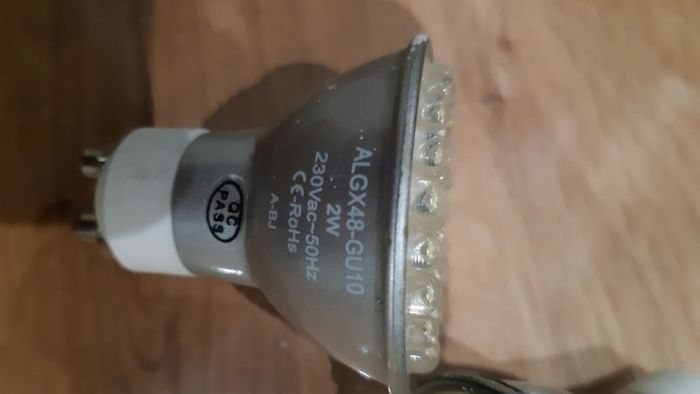 ALGX48-GU10
2W
230Vac~50Hz
CE-RoHs
A-BJ
QC
PASS